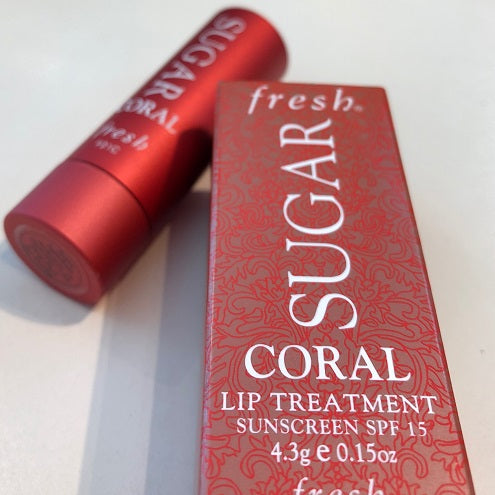 SUGAR
CORAL
fresh
fresh®
SUGAR
CORAL
LIP TREATMENT
SUNSCREEN SPF 15
4.3g e 0.15oz
fresh